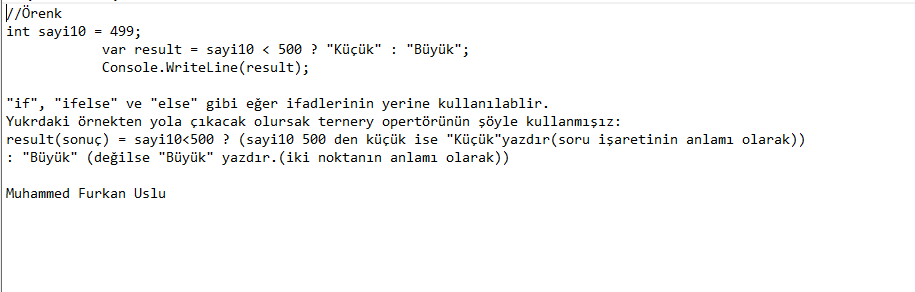 //Örenk
int sayi10 = 499;
var result = sayi10 < 500 ? "Küçük" : "Büyük";
Console.WriteLine(result);
"if", "ifelse" ve "else" gibi eğer ifadlerinin yerine kullanılablir.
Yukrdaki örnekten yola çıkacak olursak ternery opertörünün şöyle kullanmışız:
result(sonuç) = sayi10<500 ? (sayi10 500 den küçük ise "Küçük"yazdır(soru işaretinin anlamı olarak))
: "Büyük" (değilse "Büyük" yazdır.(iki noktanın anlamı olarak))
Muhammed Furkan Uslu